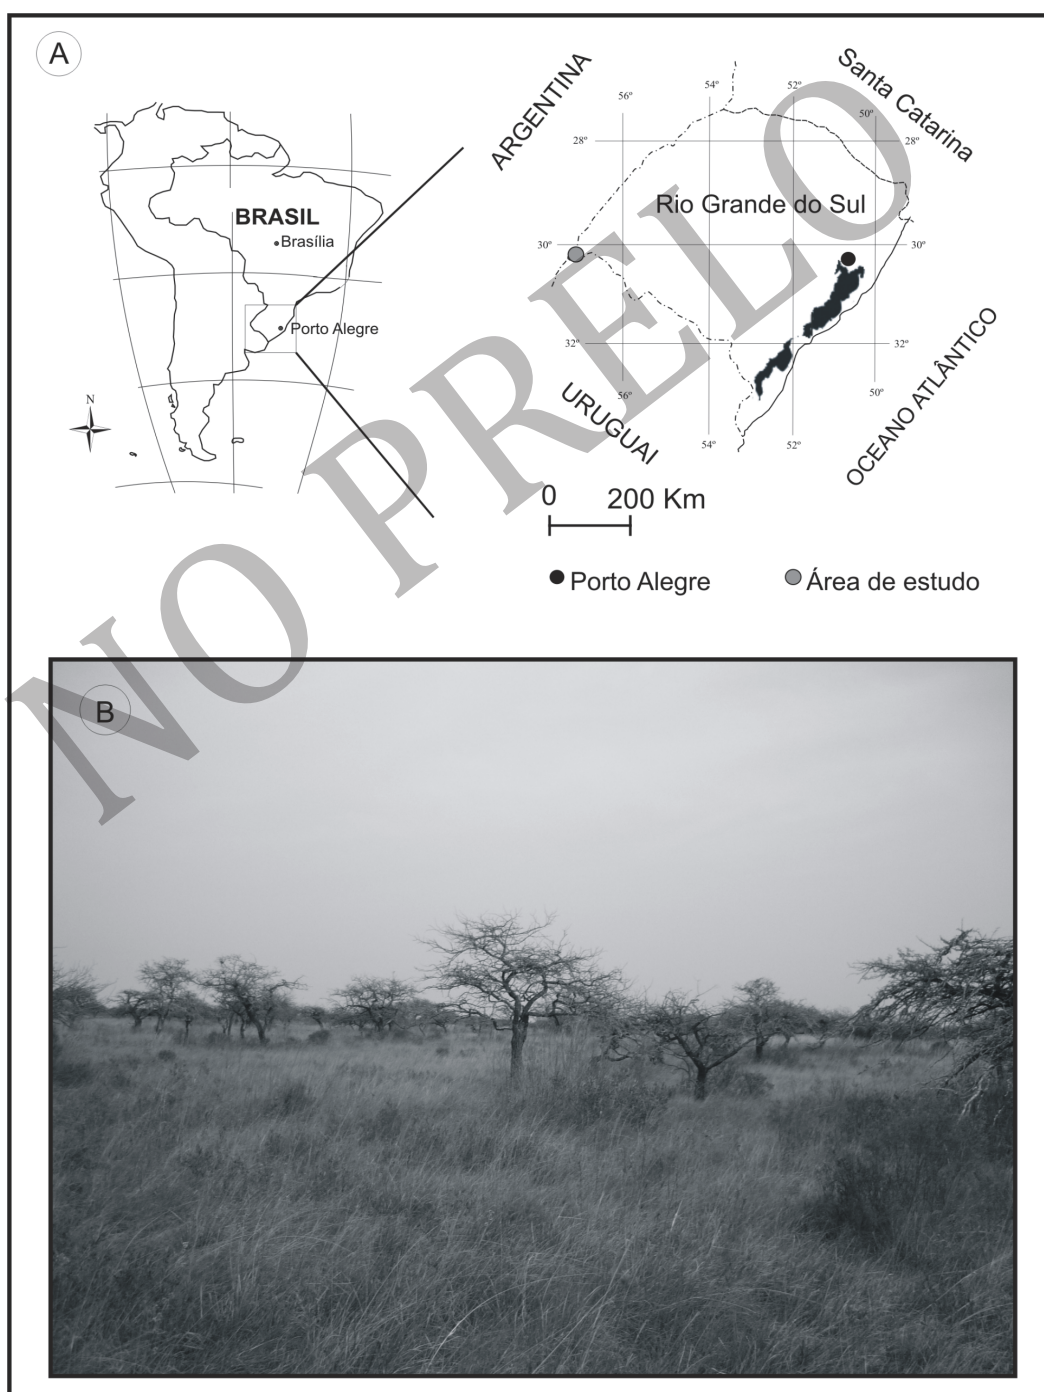 A
BRASIL
Brasília
Porto Alegre
N
ARGENTINA
Santa Catarina
56º
54º
52º
50º
28º
28º
Rio Grande do Sul
30º
30º
32º
32º
56º
50º
54º
52º
URUGUAI
OCEANO ATLÂNTICO
0 200 Km
Porto Alegre
Área de estudo
NO PRELO
B